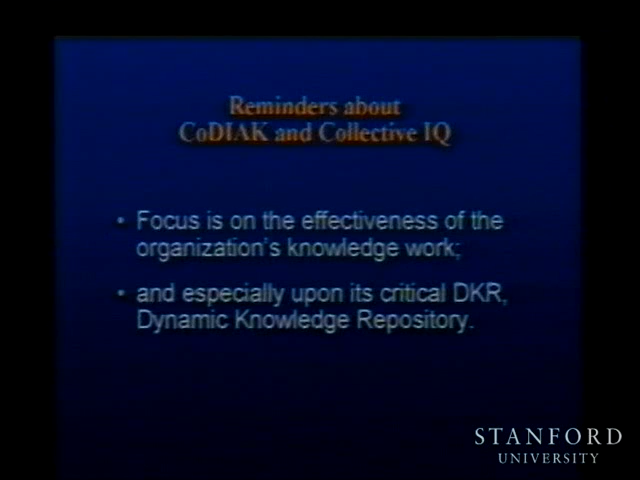 Reminders about
CoDIAK and Collective IQ
• Focus is on the effectiveness of the
organization's knowledge work;
• and especially upon its critical DKR,
Dynamic Knowledge Repository.
STANFORD
UNIVERSITY